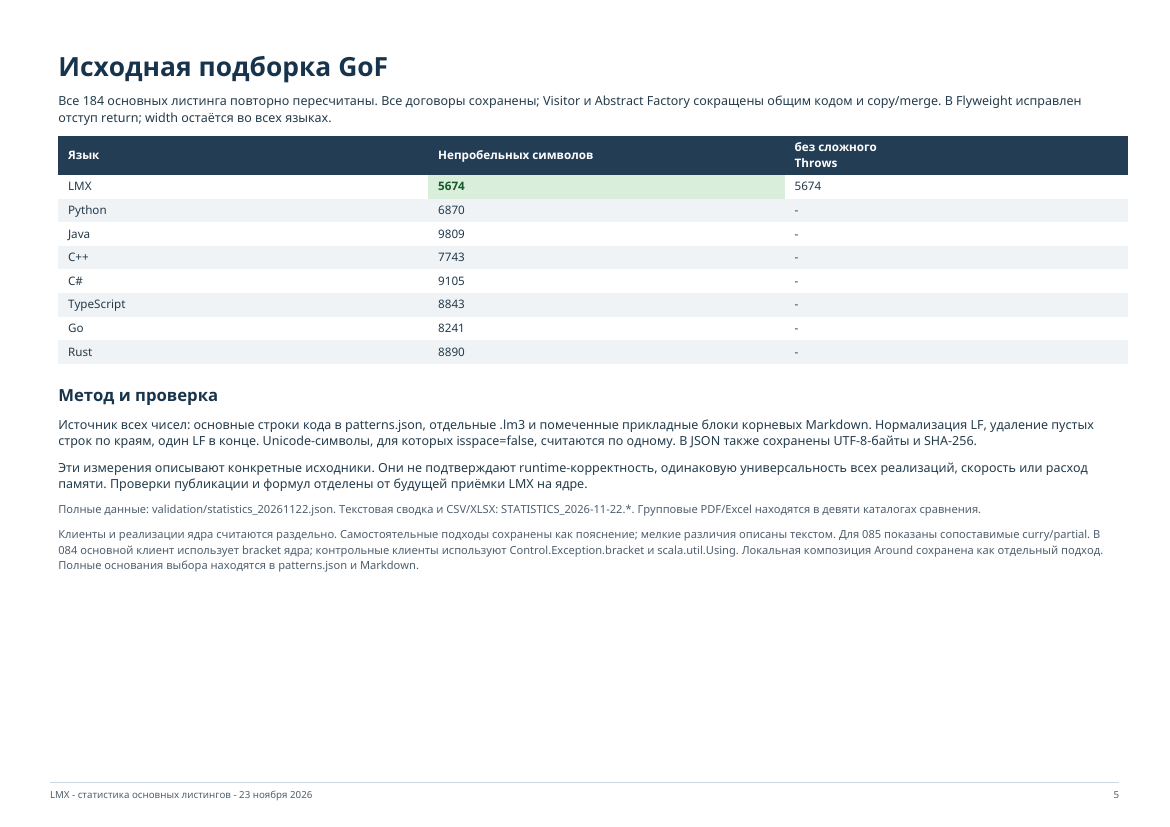 Исходная подборка GoF
Все 184 основных листинга повторно пересчитаны. Все договоры сохранены; Visitor и Abstract Factory сокращены общим кодом и copy/merge. В Flyweight исправлен
отступ return; width остаётся во всех языках.
Язык Непробельных символов без сложного
Throws
LMX 5674 5674
Python 6870 -
Java 9809 -
C++ 7743 -
C# 9105 -
TypeScript 8843 -
Go 8241 -
Rust 8890 -
Метод и проверка
Источник всех чисел: основные строки кода в patterns.json, отдельные .lm3 и помеченные прикладные блоки корневых Markdown. Нормализация LF, удаление пустых
строк по краям, один LF в конце. Unicode-символы, для которых isspace=false, считаются по одному. В JSON также сохранены UTF-8-байты и SHA-256.
Эти измерения описывают конкретные исходники. Они не подтверждают runtime-корректность, одинаковую универсальность всех реализаций, скорость или расход
памяти. Проверки публикации и формул отделены от будущей приёмки LMX на ядре.
Полные данные: validation/statistics_20261122.json. Текстовая сводка и CSV/XLSX: STATISTICS_2026-11-22.*. Групповые PDF/Excel находятся в девяти каталогах сравнения.
Клиенты и реализации ядра считаются раздельно. Самостоятельные подходы сохранены как пояснение; мелкие различия описаны текстом. Для 085 показаны сопоставимые curry/partial. В
084 основной клиент использует bracket ядра; контрольные клиенты используют Control.Exception.bracket и scala.util.Using. Локальная композиция Around сохранена как отдельный подход.
Полные основания выбора находятся в patterns.json и Markdown.
LMX - статистика основных листингов - 23 ноября 2026 5